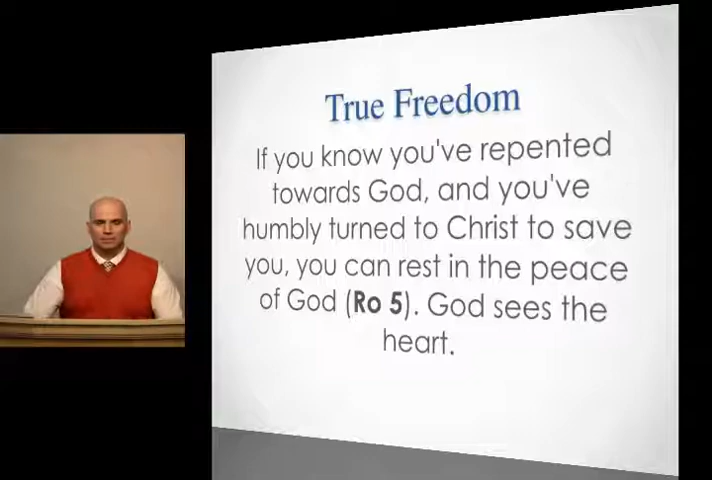 True Freedom
If you know you've repented
towards God, and you've
humbly turned to Christ to save
you, you can rest in the peace
of God (Ro 5). God sees the
heart.